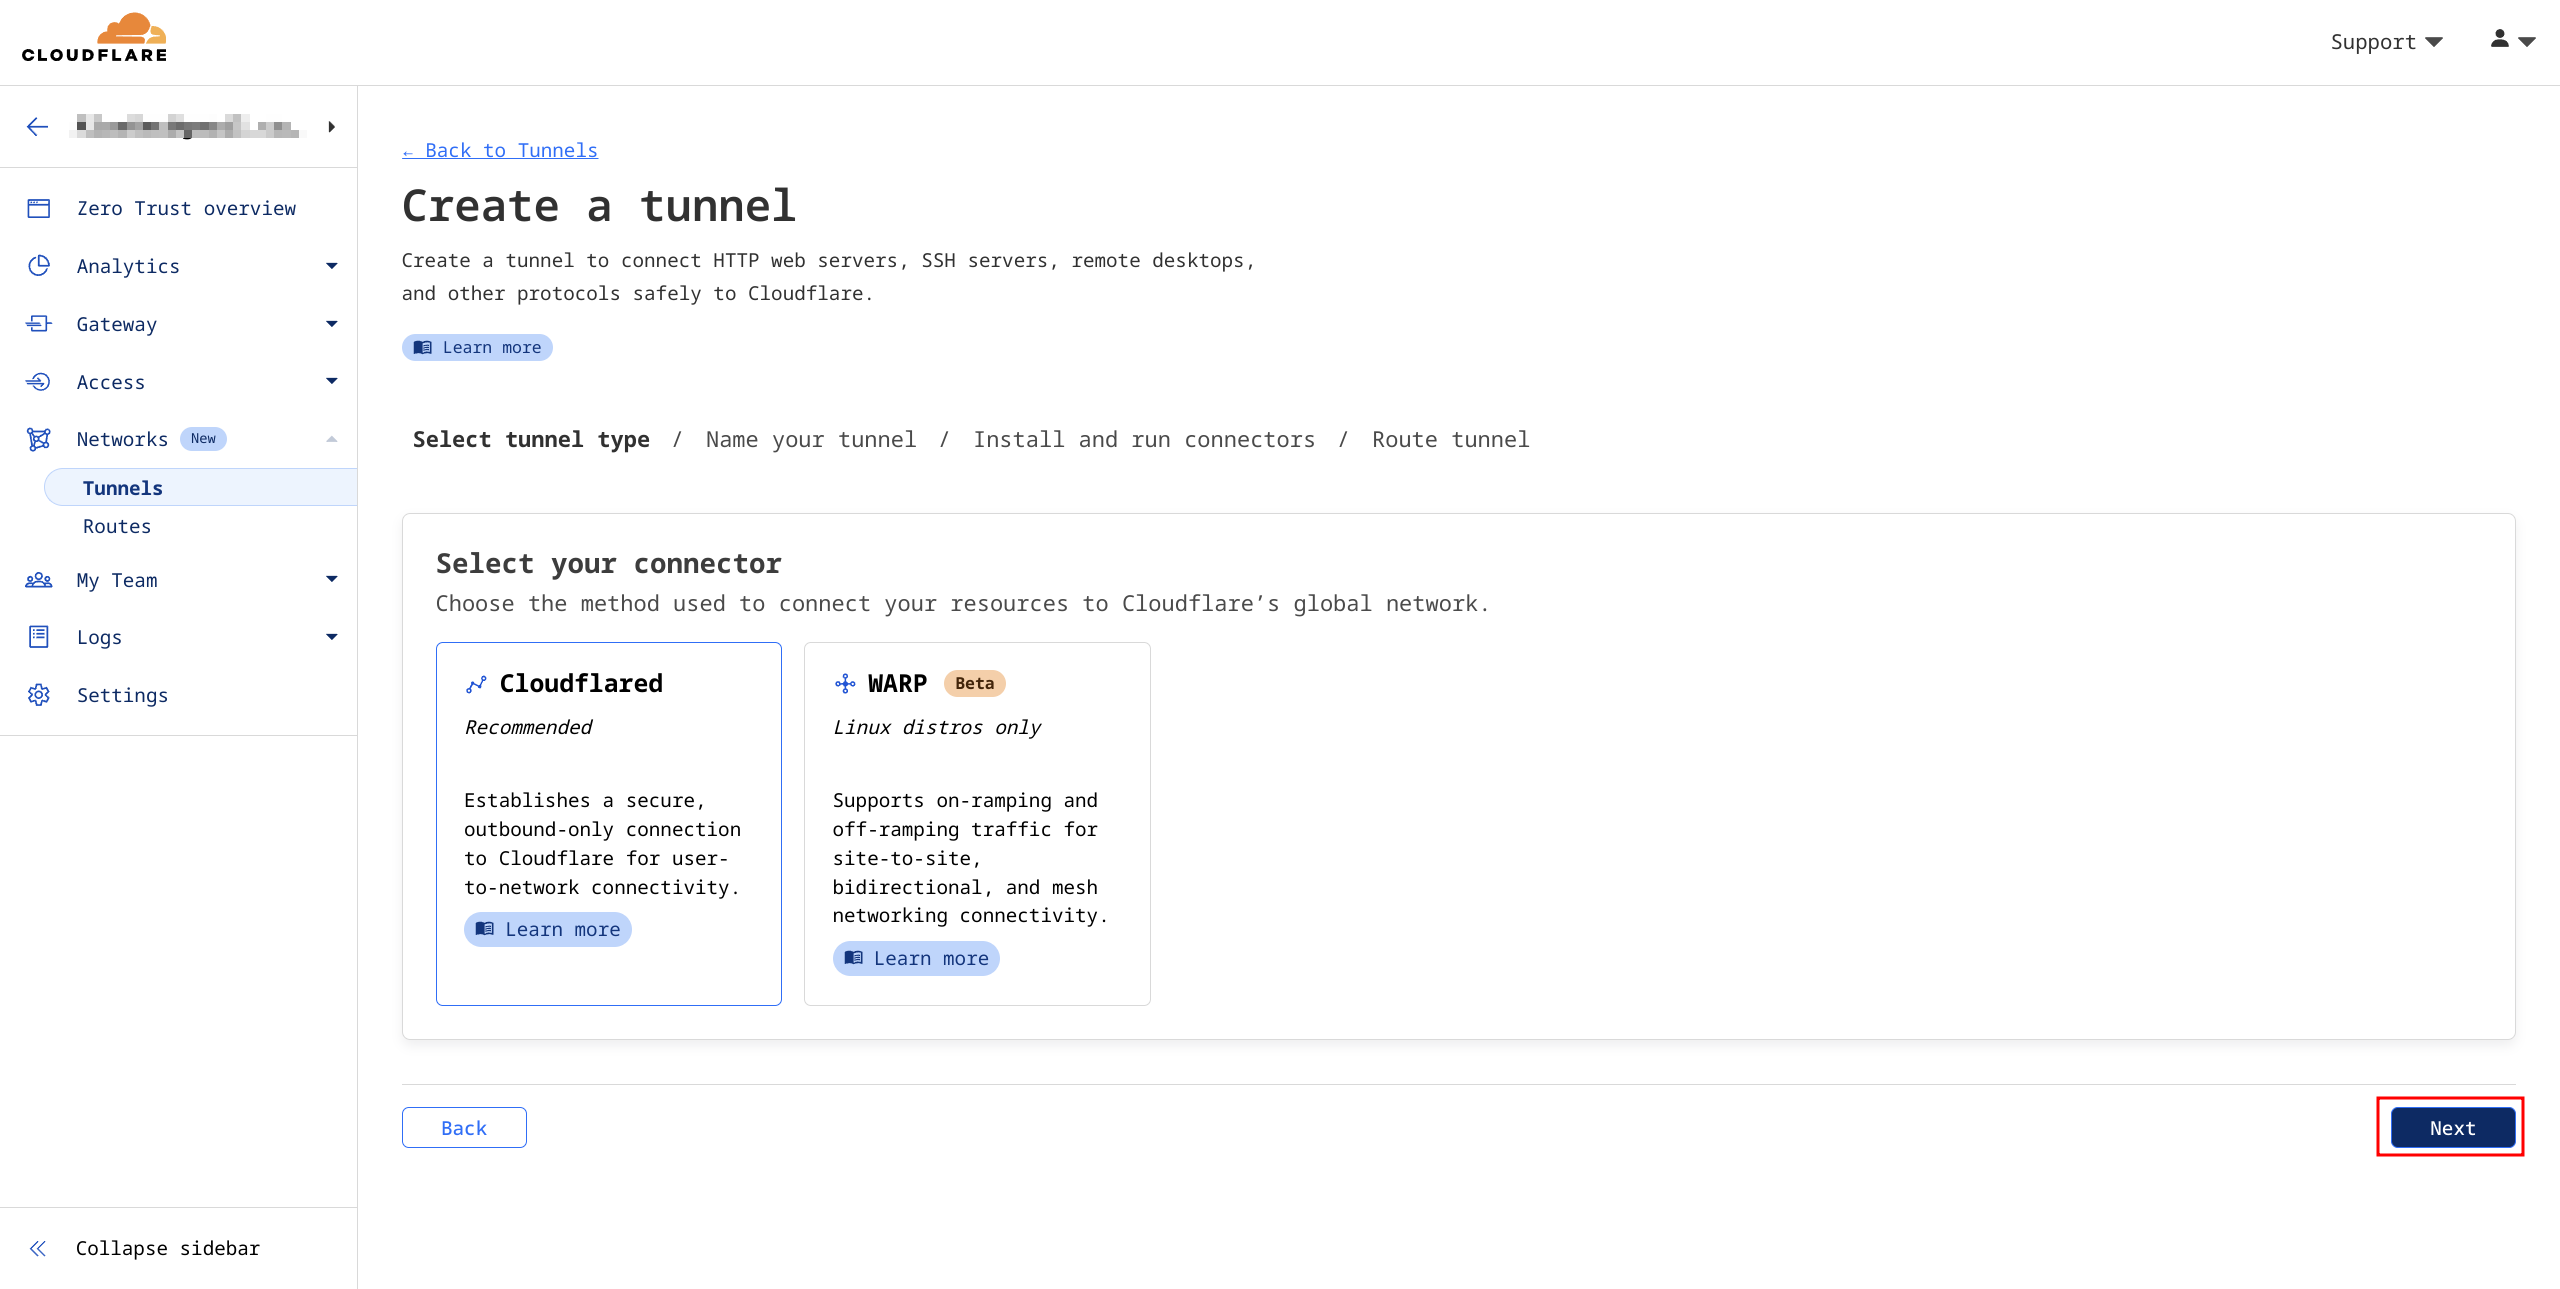 CLOUDFLARE
Support
Zero Trust overview
Analytics
Gateway
Access
Networks New
Tunnels
Routes
My Team
Logs
Settings
Collapse sidebar
← Back to Tunnels
Create a tunnel
Create a tunnel to connect HTTP web servers, SSH servers, remote desktops,
and other protocols safely to Cloudflare.
Learn more
Select tunnel type / Name your tunnel / Install and run connectors / Route tunnel
Select your connector
Choose the method used to connect your resources to Cloudflare’s global network.
Cloudflared
Recommended
Establishes a secure,
outbound-only connection
to Cloudflare for user-
to-network connectivity.
Learn more
WARP Beta
Linux distros only
Supports on-ramping and
off-ramping traffic for
site-to-site,
bidirectional, and mesh
networking connectivity.
Learn more
Back
Next